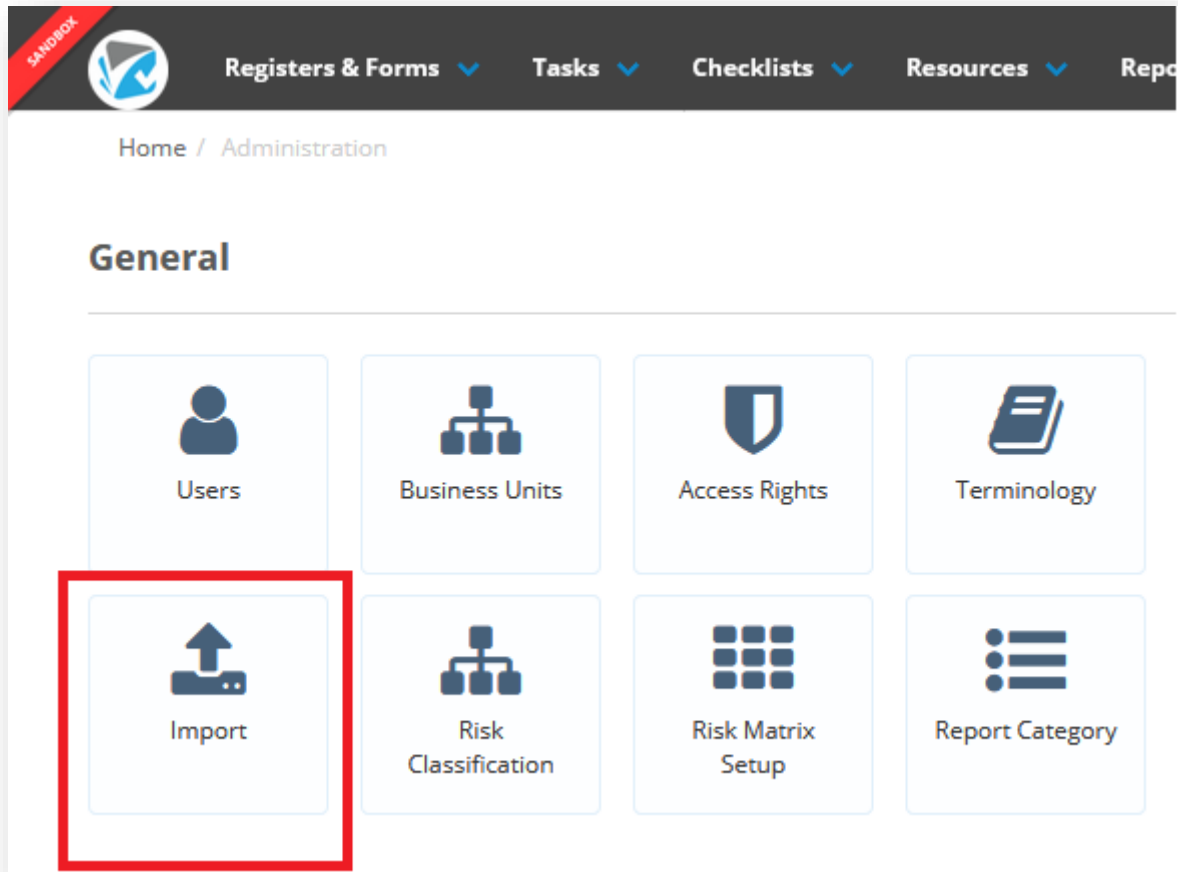 SANDBOX
Registers & Forms Tasks Checklists Resources Repo
Home / Administration
General
Users Business Units Access Rights Terminology
Import Risk Classification Risk Matrix Setup Report Category